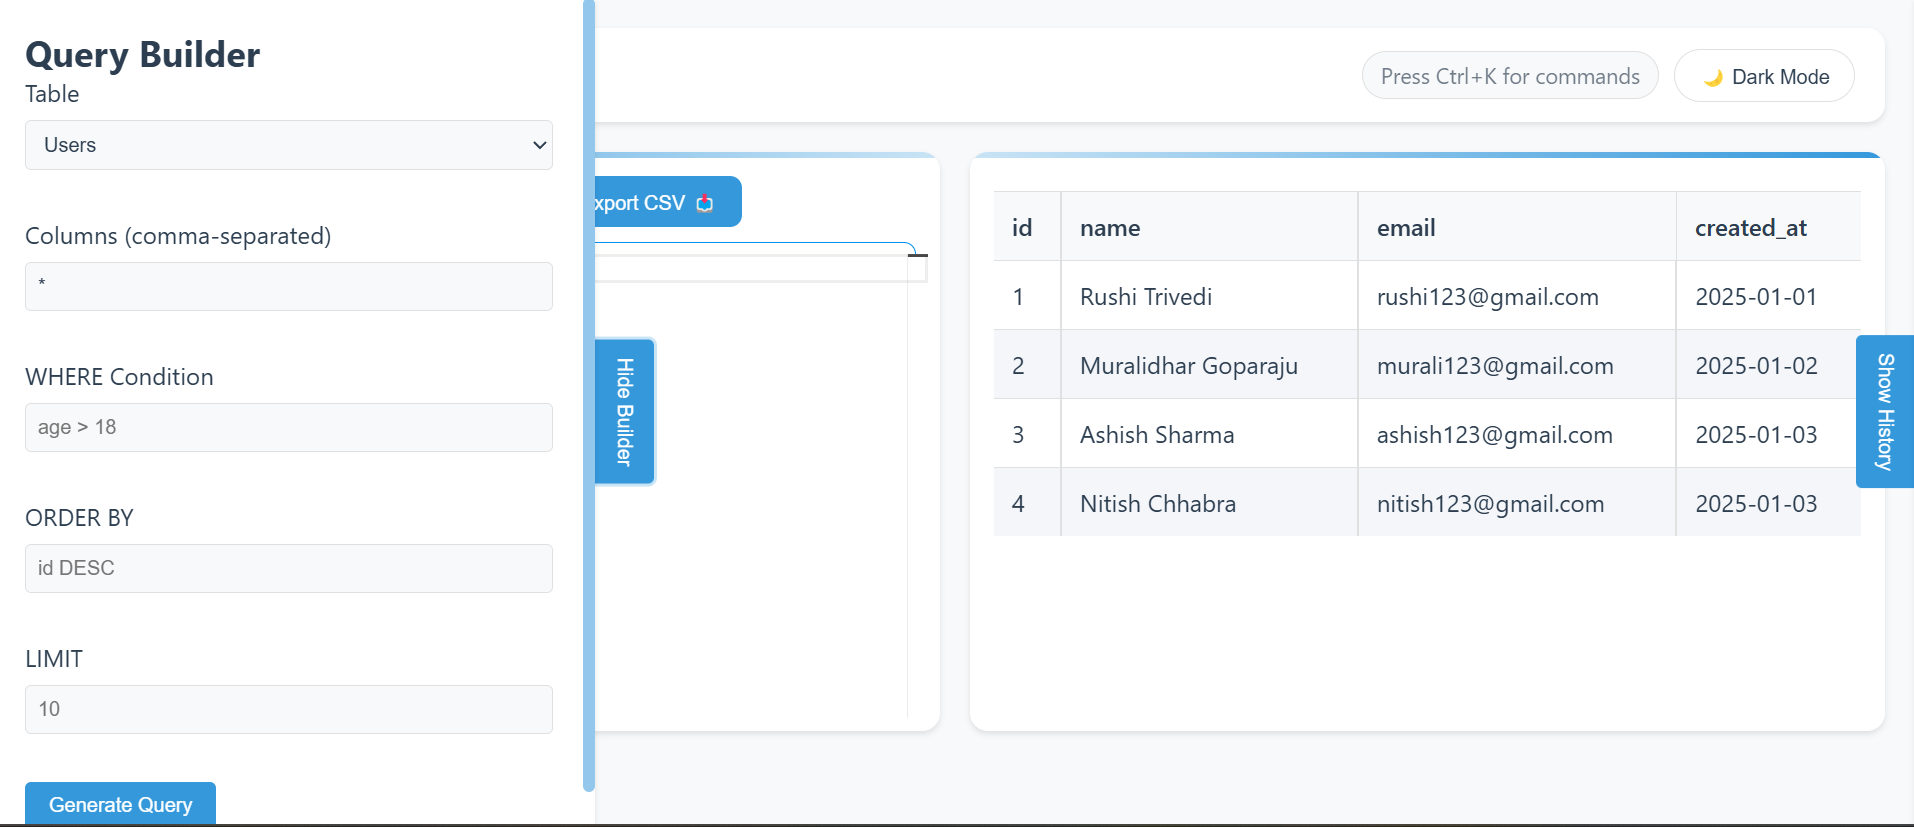 Query Builder
Table
Users
Columns (comma-separated)
*
WHERE Condition
age > 18
ORDER BY
id DESC
LIMIT
10
Generate Query
xport CSV
Hide Builder
Press Ctrl+K for commands
🌙 Dark Mode
id name email created_at
1 Rushi Trivedi rushi123@gmail.com 2025-01-01
2 Muralidhar Goparaju murali123@gmail.com 2025-01-02
3 Ashish Sharma ashish123@gmail.com 2025-01-03
4 Nitish Chhabra nitish123@gmail.com 2025-01-03
Show History